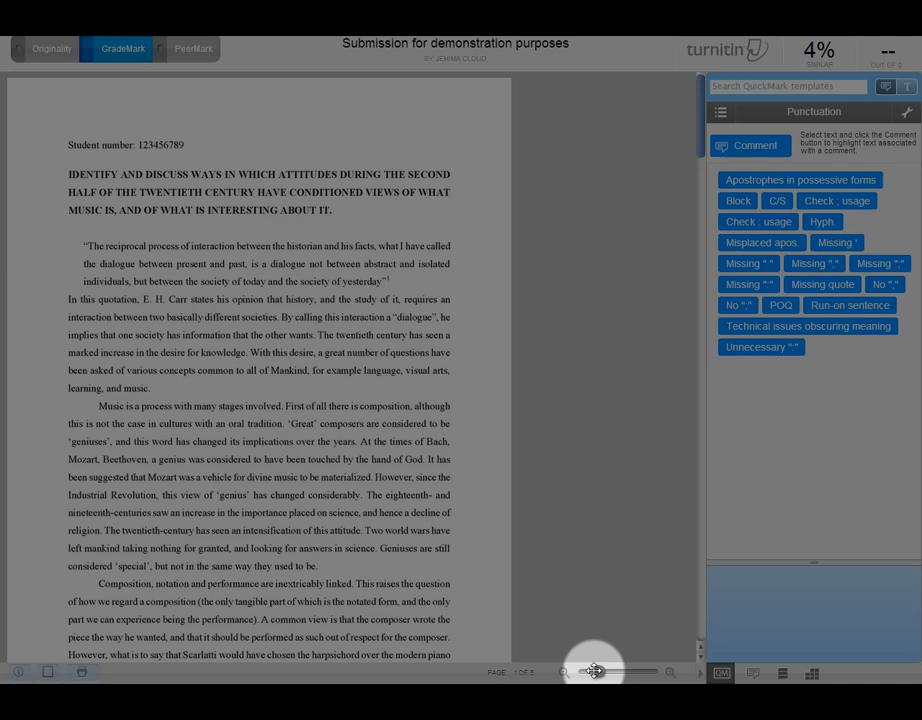 Originality
GradeMark
PeerMark
Submission for demonstration purposes
BY JEMIMA CLOUD
turnitin
4%
SIMILAR
--
OUT OF 0
Search QuickMark templates
T
Punctuation
Comment
Select text and click the Comment
button to highlight text associated
with a comment.
Apostrophes in possessive forms
Block
C/S
Check ; usage
Check : usage
Hyph.
Misplaced apos.
Missing '
Missing " "
Missing ","
Missing ";"
Missing ":"
Missing quote
No ","
No ";"
POQ
Run-on sentence
Technical issues obscuring meaning
Unnecessary ":"
Student number: 123456789
IDENTIFY AND DISCUSS WAYS IN WHICH ATTITUDES DURING THE SECOND
HALF OF THE TWENTIETH CENTURY HAVE CONDITIONED VIEWS OF WHAT
MUSIC IS, AND OF WHAT IS INTERESTING ABOUT IT.
“The reciprocal process of interaction between the historian and his facts, what I have called
the dialogue between present and past, is a dialogue not between abstract and isolated
individuals, but between the society of today and the society of yesterday”1
In this quotation, E. H. Carr states his opinion that history, and the study of it, requires an
interaction between two basically different societies. By calling this interaction a “dialogue”, he
implies that one society has information that the other wants. The twentieth century has seen a
marked increase in the desire for knowledge. With this desire, a great number of questions have
been asked of various concepts common to all of Mankind, for example language, visual arts,
learning, and music.
Music is a process with many stages involved. First of all there is composition, although
this is not the case in cultures with an oral tradition. ‘Great’ composers are considered to be
‘geniuses’, and this word has changed its implications over the years. At the times of Bach,
Mozart, Beethoven, a genius was considered to have been touched by the hand of God. It has
been suggested that Mozart was a vehicle for divine music to be materialized. However, since the
Industrial Revolution, this view of ‘genius’ has changed considerably. The eighteenth- and
nineteenth-centuries saw an increase in the importance placed on science, and hence a decline of
religion. The twentieth-century has seen an intensification of this attitude. Two world wars have
left mankind taking nothing for granted, and looking for answers in science. Geniuses are still
considered ‘special’, but not in the same way they used to be.
Composition, notation and performance are inextricably linked. This raises the question
of how we regard a composition (the only tangible part of which is the notated form, and the only
part we can experience being the performance). A common view is that the composer wrote the
piece the way he wanted, and that it should be performed as such out of respect for the composer.
However, what is to say that Scarlatti would have chosen the harpsichord over the modern piano
PAGE: 1 OF 5
QM